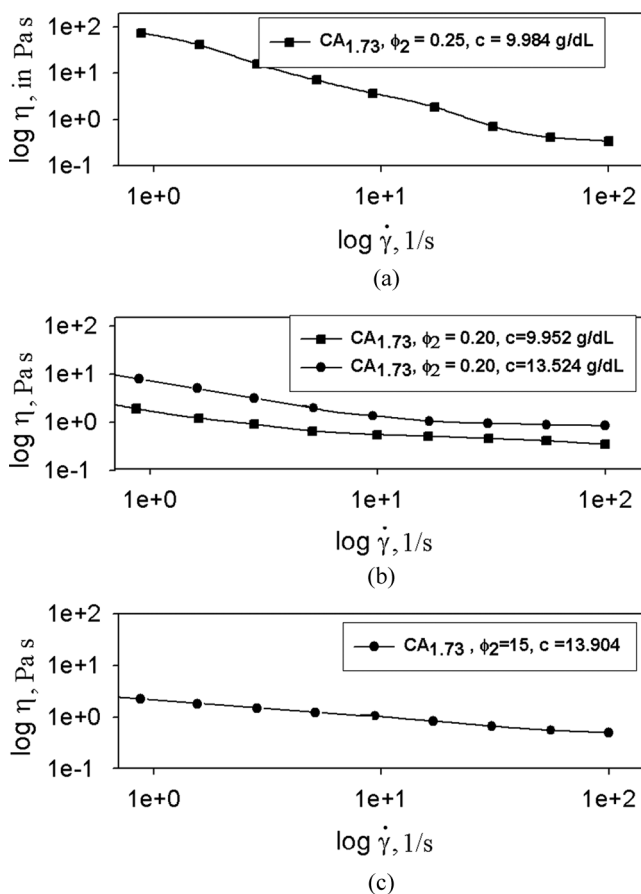 1e+2
1e+1
1e+0
1e-1
log η, in Pas
CA1.73, ϕ2 = 0.25, c = 9.984 g/dL
1e+0 1e+1 1e+2
log γ̇, 1/s
(a)
1e+2
1e+1
1e+0
1e-1
log η, Pas
CA1.73, ϕ2 = 0.20, c=9.952 g/dL
CA1.73, ϕ2 = 0.20, c=13.524 g/dL
1e+0 1e+1 1e+2
log γ̇, 1/s
(b)
1e+2
1e+1
1e+0
1e-1
log η, Pas
CA1.73 , ϕ2=15, c=13.904
1e+0 1e+1 1e+2
log γ̇, 1/s
(c)